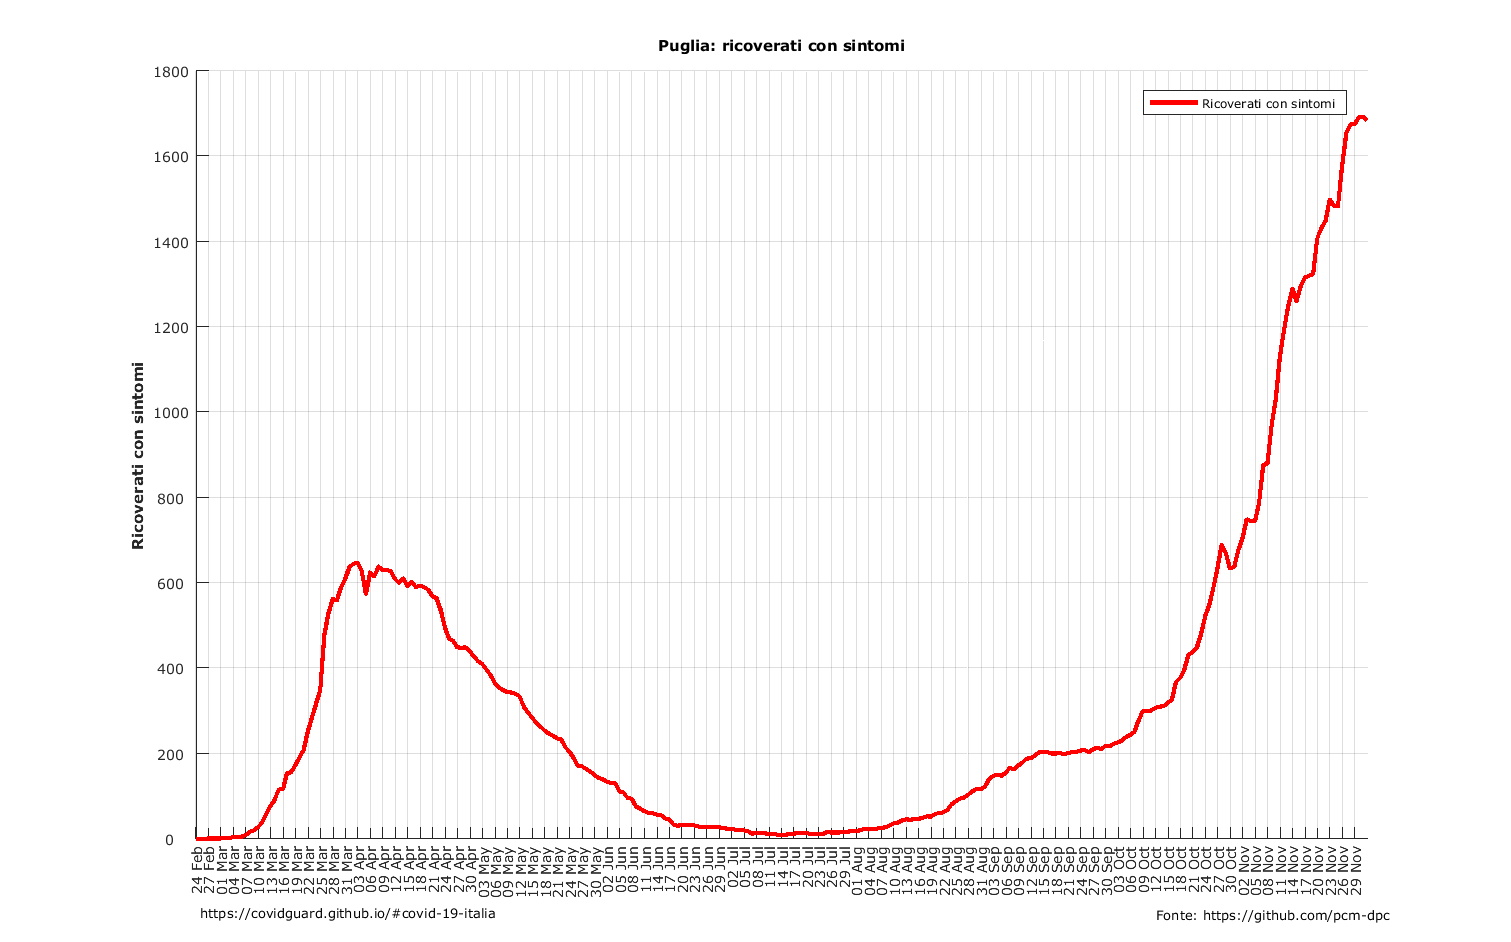 Puglia: ricoverati con sintomi
Ricoverati con sintomi
Ricoverati con sintomi
1800
1600
1400
1200
1000
800
600
400
200
0
24 Feb
27 Feb
01 Mar
04 Mar
07 Mar
10 Mar
13 Mar
16 Mar
19 Mar
22 Mar
25 Mar
28 Mar
31 Mar
03 Apr
06 Apr
09 Apr
12 Apr
15 Apr
18 Apr
21 Apr
24 Apr
27 Apr
30 Apr
03 May
06 May
09 May
12 May
15 May
18 May
21 May
24 May
27 May
30 May
02 Jun
05 Jun
08 Jun
11 Jun
14 Jun
17 Jun
20 Jun
23 Jun
26 Jun
29 Jun
02 Jul
05 Jul
08 Jul
11 Jul
14 Jul
17 Jul
20 Jul
23 Jul
26 Jul
29 Jul
01 Aug
04 Aug
07 Aug
10 Aug
13 Aug
16 Aug
19 Aug
22 Aug
25 Aug
28 Aug
31 Aug
03 Sep
06 Sep
09 Sep
12 Sep
15 Sep
18 Sep
21 Sep
24 Sep
27 Sep
30 Sep
03 Oct
06 Oct
09 Oct
12 Oct
15 Oct
18 Oct
21 Oct
24 Oct
27 Oct
30 Oct
02 Nov
05 Nov
08 Nov
11 Nov
14 Nov
17 Nov
20 Nov
23 Nov
26 Nov
29 Nov
https://covidguard.github.io/#covid-19-italia
Fonte: https://github.com/pcm-dpc